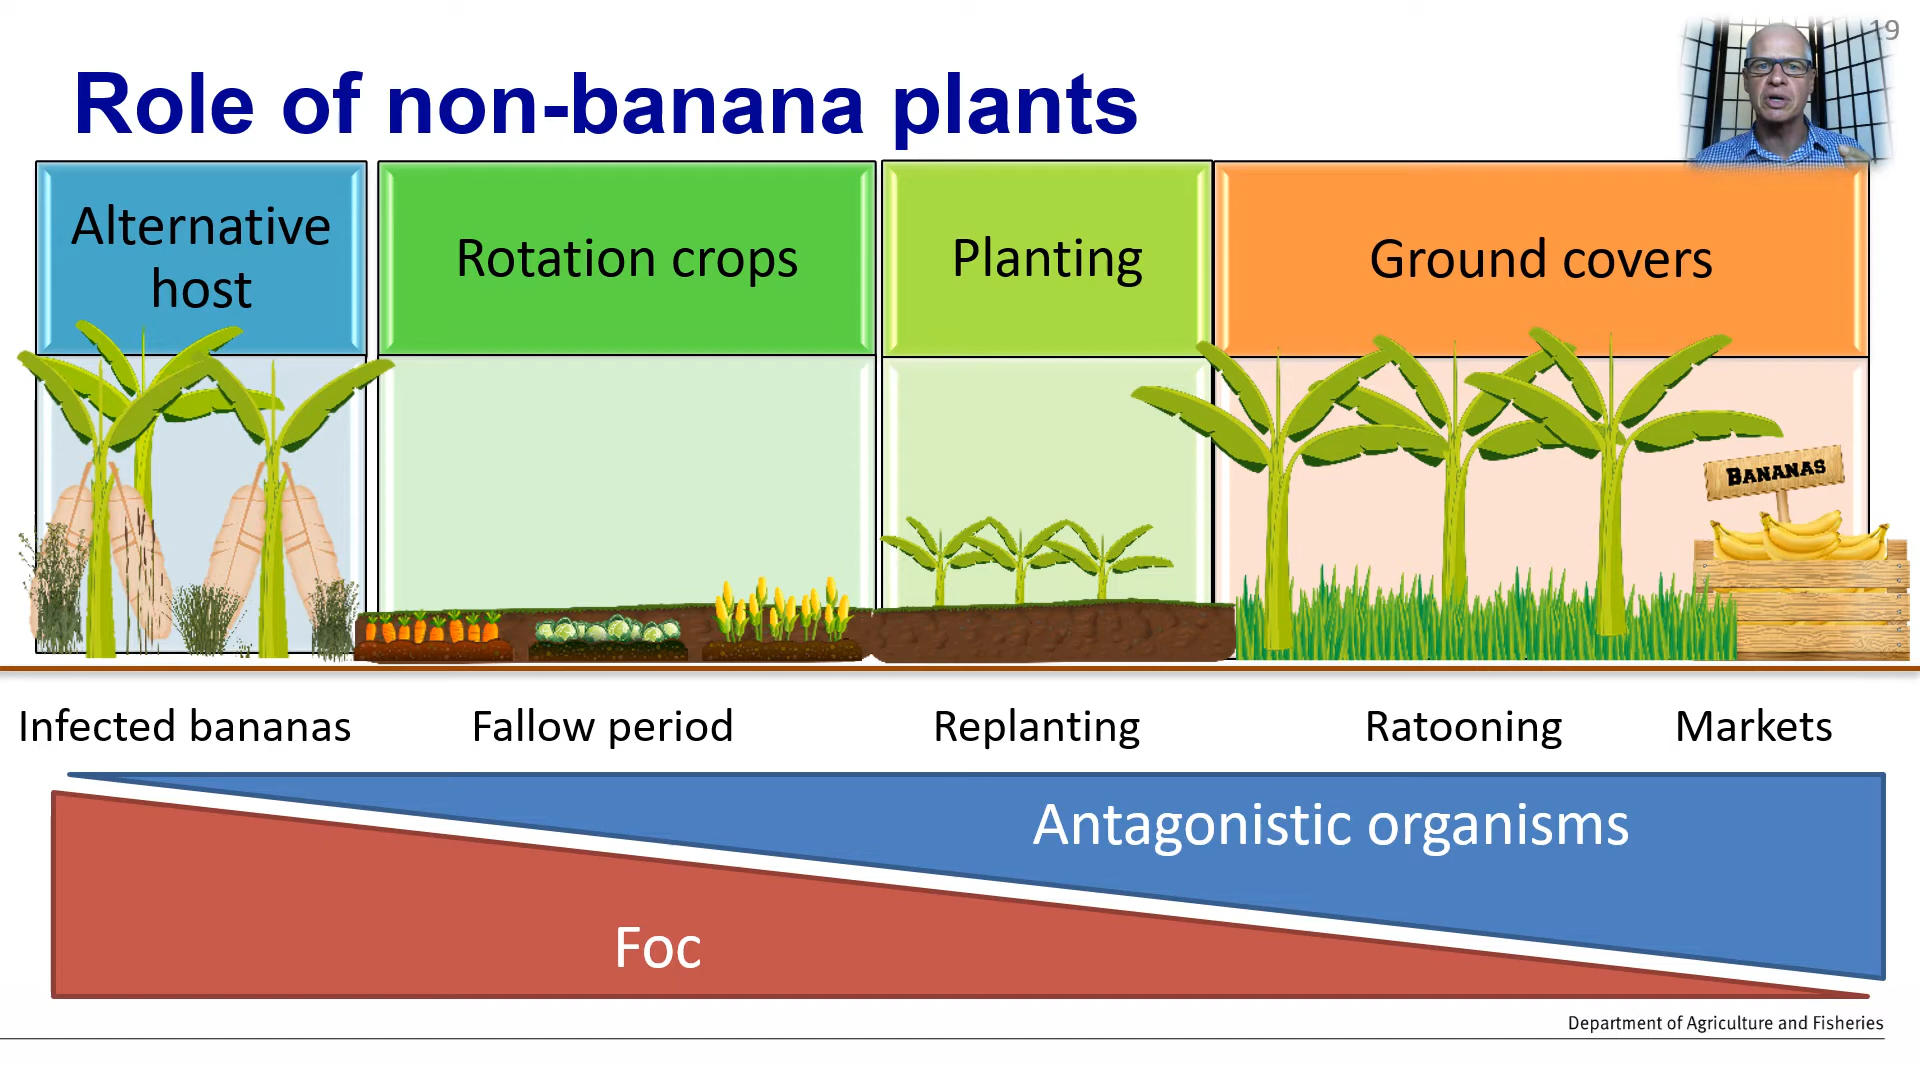 19
Role of non-banana plants
Alternative
host
Rotation crops
Planting
Ground covers
BANANAS
Infected bananas
Fallow period
Replanting
Ratooning
Markets
Antagonistic organisms
Foc
Department of Agriculture and Fisheries